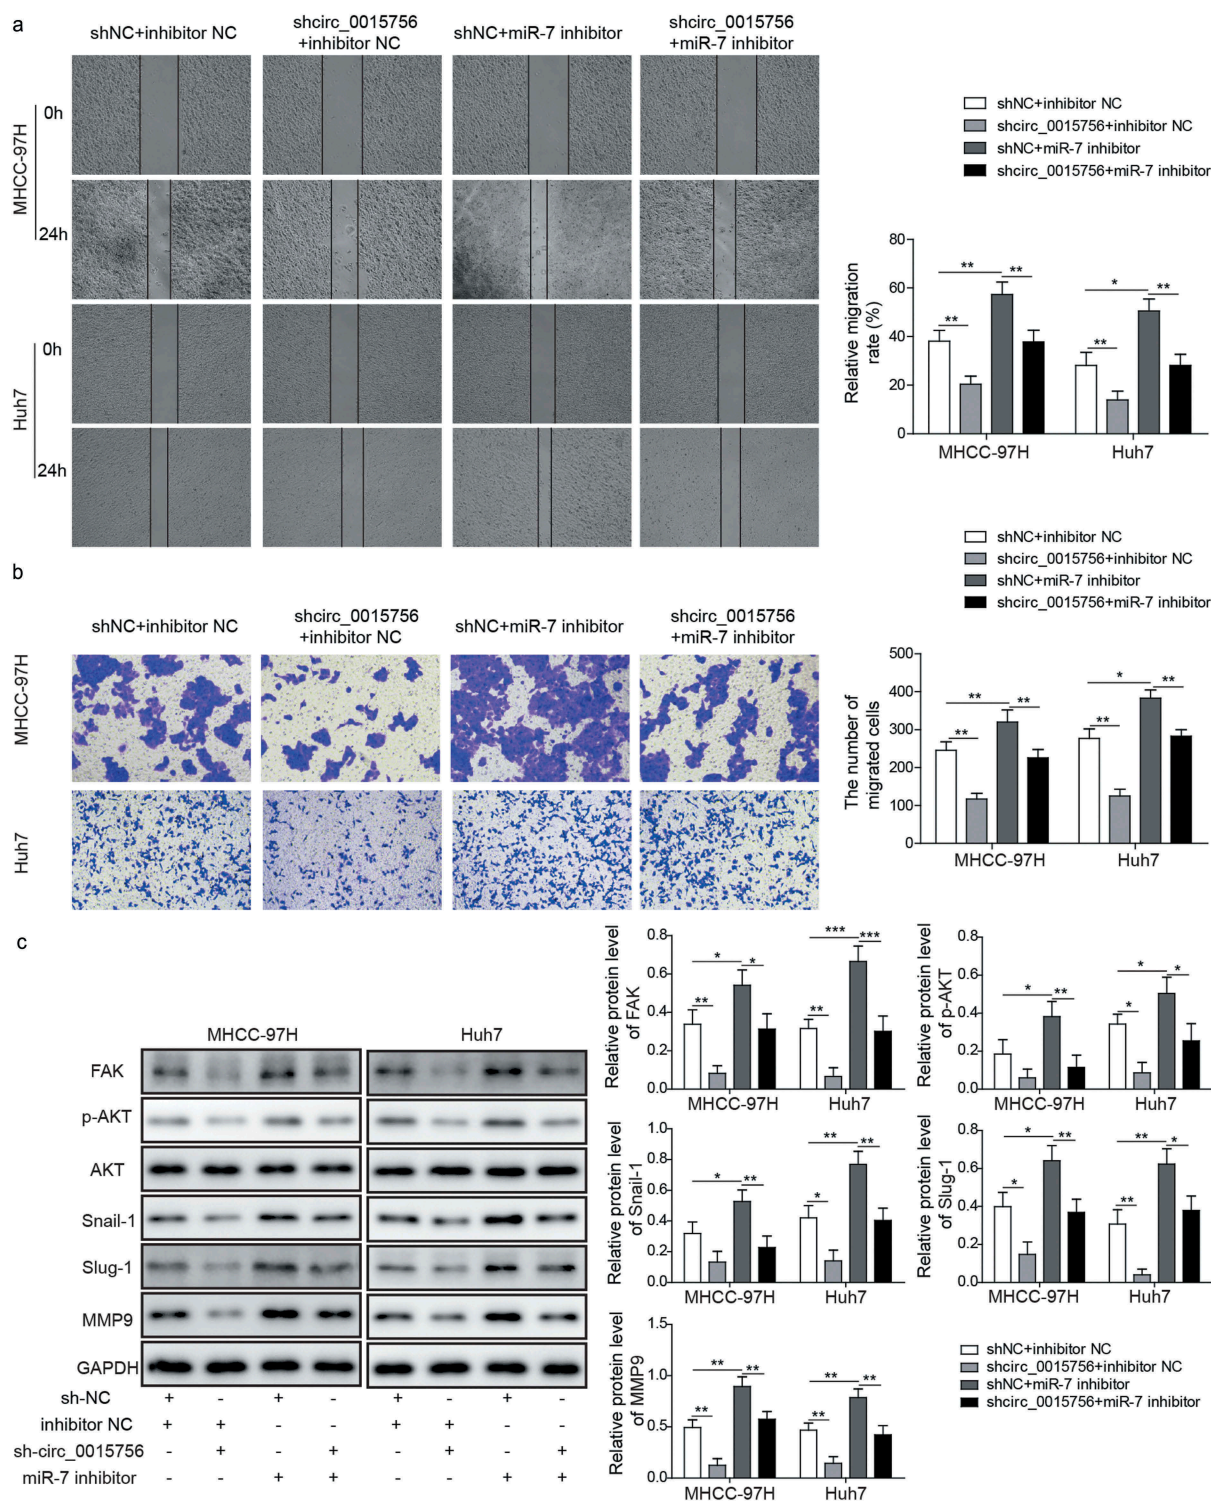 a
shNC+inhibitor NC
shcirc_0015756
+inhibitor NC
shNC+miR-7 inhibitor
shcirc_0015756
+miR-7 inhibitor
MHCC-97H
0h
24h
Huh7
0h
24h
shNC+inhibitor NC
shcirc_0015756+inhibitor NC
shNC+miR-7 inhibitor
shcirc_0015756+miR-7 inhibitor
Relative migration
rate (%)
80
60
40
20
0
** ** **
* ** **
MHCC-97H Huh7
b
shNC+inhibitor NC
shcirc_0015756
+inhibitor NC
shNC+miR-7 inhibitor
shcirc_0015756
+miR-7 inhibitor
MHCC-97H
Huh7
shNC+inhibitor NC
shcirc_0015756+inhibitor NC
shNC+miR-7 inhibitor
shcirc_0015756+miR-7 inhibitor
The number of
migrated cells
500
400
300
200
100
0
** ** **
* ** **
MHCC-97H Huh7
c
MHCC-97H Huh7
FAK
p-AKT
AKT
Snail-1
Slug-1
MMP9
GAPDH
sh-NC + - + - + - + -
inhibitor NC + + - - + + - -
sh-circ_0015756 - + - + - + - +
miR-7 inhibitor - - + + - - + +
Relative protein level
of FAK
0.8
0.6
0.4
0.2
0.0
* * **
*** *** **
MHCC-97H Huh7
Relative protein level
of p-AKT
0.8
0.6
0.4
0.2
0.0
* **
* * *
MHCC-97H Huh7
Relative protein level
of Snail-1
1.0
0.8
0.6
0.4
0.2
0.0
* **
** ** *
MHCC-97H Huh7
Relative protein level
of Slug-1
0.8
0.6
0.4
0.2
0.0
* ** *
** * **
MHCC-97H Huh7
Relative protein level
of MMP9
1.5
1.0
0.5
0.0
** ** **
** ** **
MHCC-97H Huh7
shNC+inhibitor NC
shcirc_0015756+inhibitor NC
shNC+miR-7 inhibitor
shcirc_0015756+miR-7 inhibitor